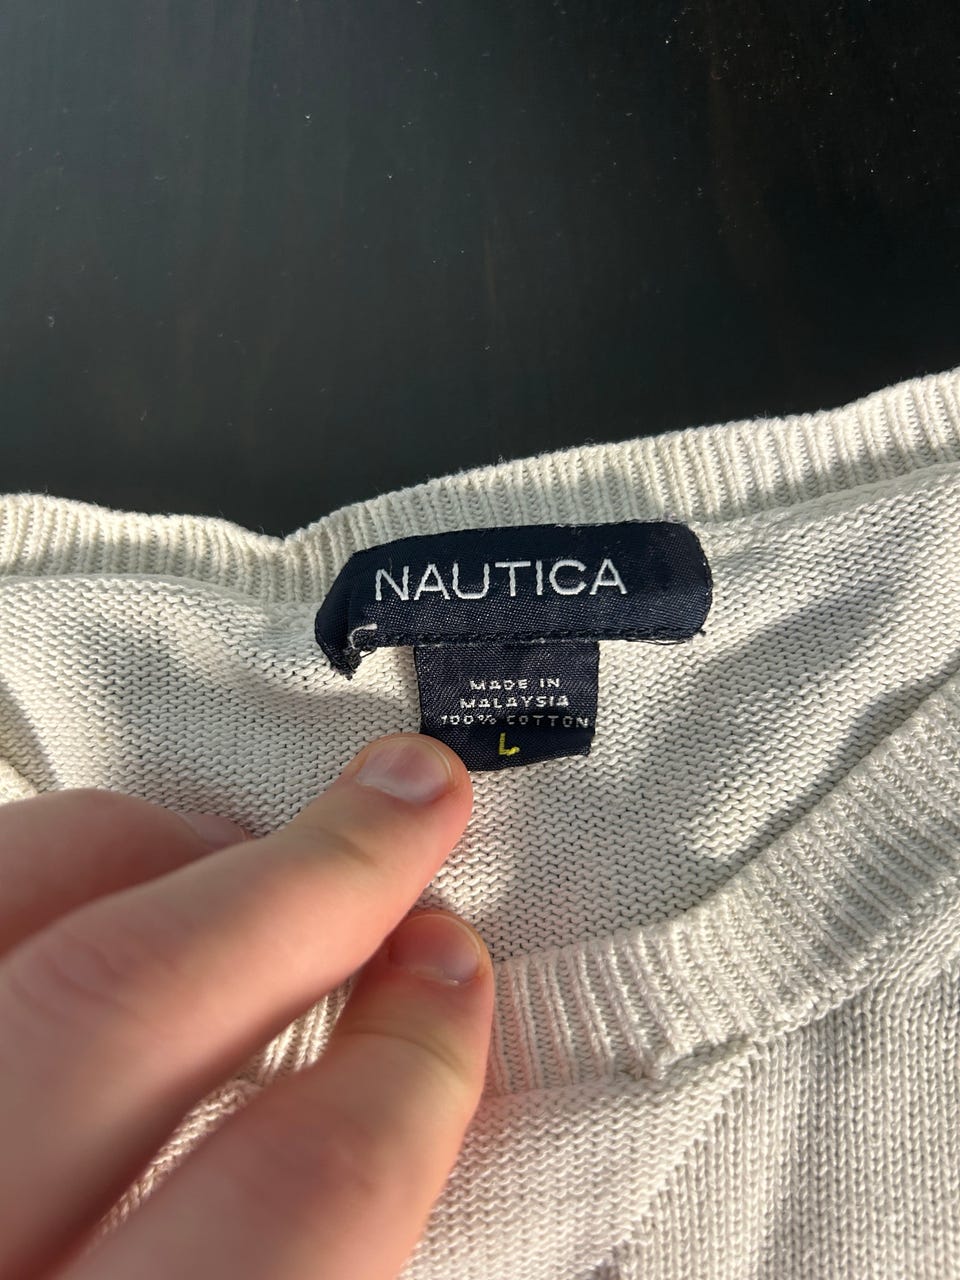 NAUTICA
MADE IN
MALAYSIA
100% COTTON
L